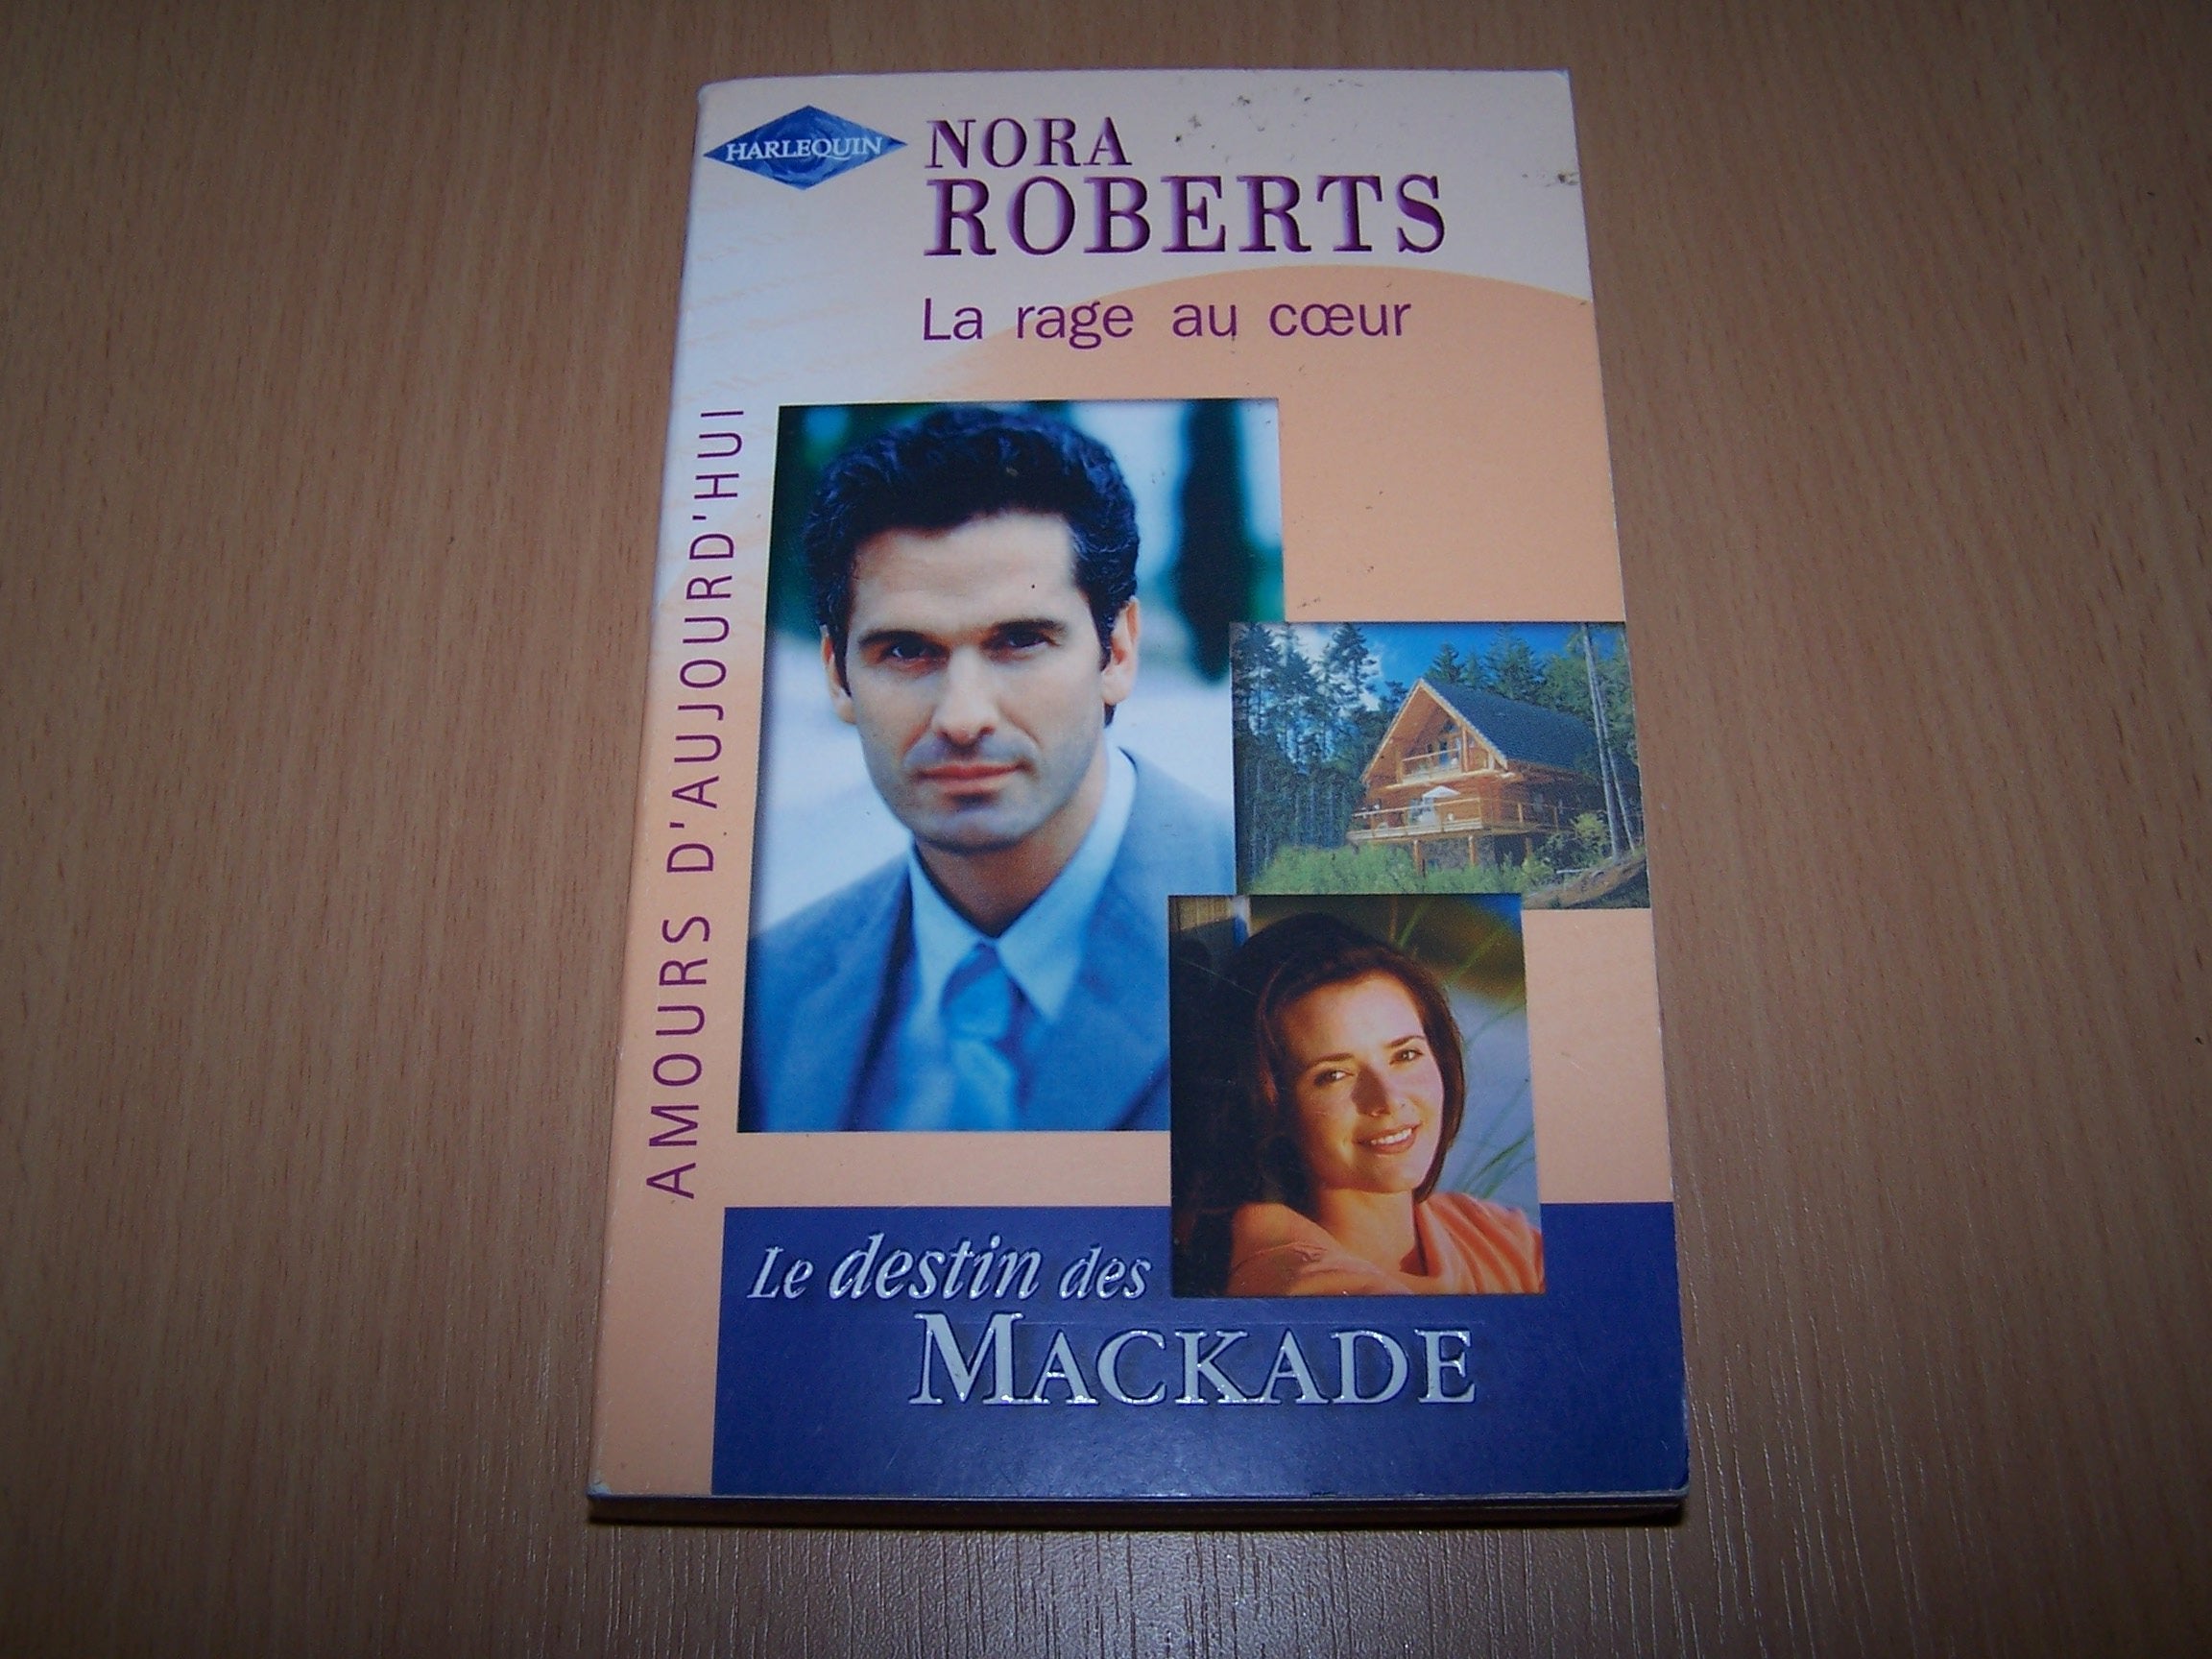 HARLEQUIN
NORA
ROBERTS
La rage au cœur
AMOURS D'AUJOURD'HUI
Le destin des
MACKADE